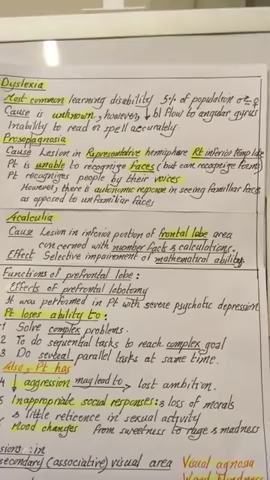 Dyslexia
Most common learning disability 5% of population ♂=♀
Cause is unknown, however, ↓ bl flow to angular gyrus
Inability to read or spell accurately
Prosopagnosia
Cause Lesion in Representative hemisphere Rt inferior temp lobe
Pt is unable to recognize Faces (but can recognize forms)
Pt recognizes people by their voices
However, there is autonomic response in seeing familiar faces
as opposed to unfamiliar faces
Acalculia
Cause Lesion in inferior portion of frontal lobe area
concerned with number facts & calculations.
Effect Selective impairment of mathematical ability
Functions of prefrontal lobe:
Effects of prefrontal lobotomy
It was performed in Pt with severe psychotic depression
Pt loses ability to:
1 Solve complex problems.
2 To do sequential tasks to reach complex goal
3 Do several parallel tasks at same time.
Also, Pt has
4 ↓ aggression may lead to → lost ambition.
5 Inappropriate social responses: & loss of morals
& little reticence in sexual activity
Mood changes From sweetness to rage & madness
sions: in
secondary (associative) visual area Visual agnosia
Word blindness